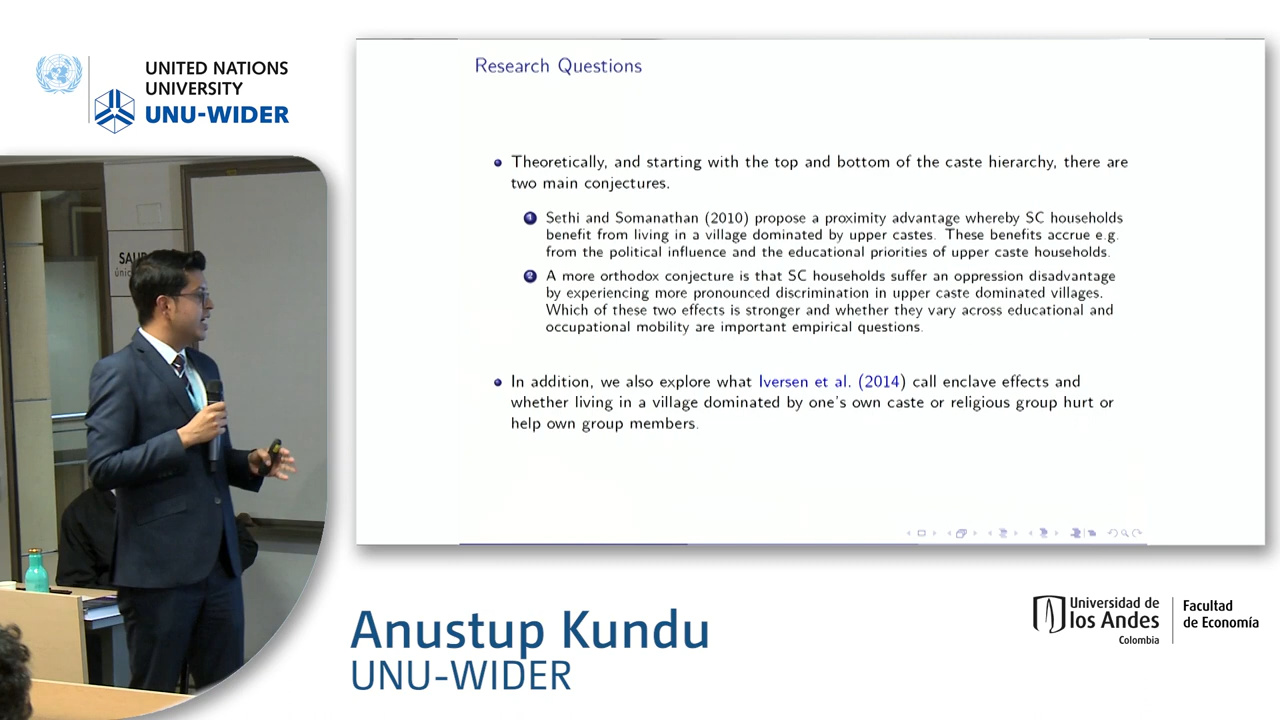 UNITED NATIONS
UNIVERSITY
UNU-WIDER
Research Questions
Theoretically, and starting with the top and bottom of the caste hierarchy, there are
two main conjectures.
1 Sethi and Somanathan (2010) propose a proximity advantage whereby SC households
benefit from living in a village dominated by upper castes. These benefits accrue e.g.
from the political influence and the educational priorities of upper caste households.
2 A more orthodox conjecture is that SC households suffer an oppression disadvantage
by experiencing more pronounced discrimination in upper caste dominated villages.
Which of these two effects is stronger and whether they vary across educational and
occupational mobility are important empirical questions.
In addition, we also explore what Iversen et al. (2014) call enclave effects and
whether living in a village dominated by one's own caste or religious group hurt or
help own group members.
Anustup Kundu
UNU-WIDER
Universidad de
los Andes
Colombia
Facultad
de Economía